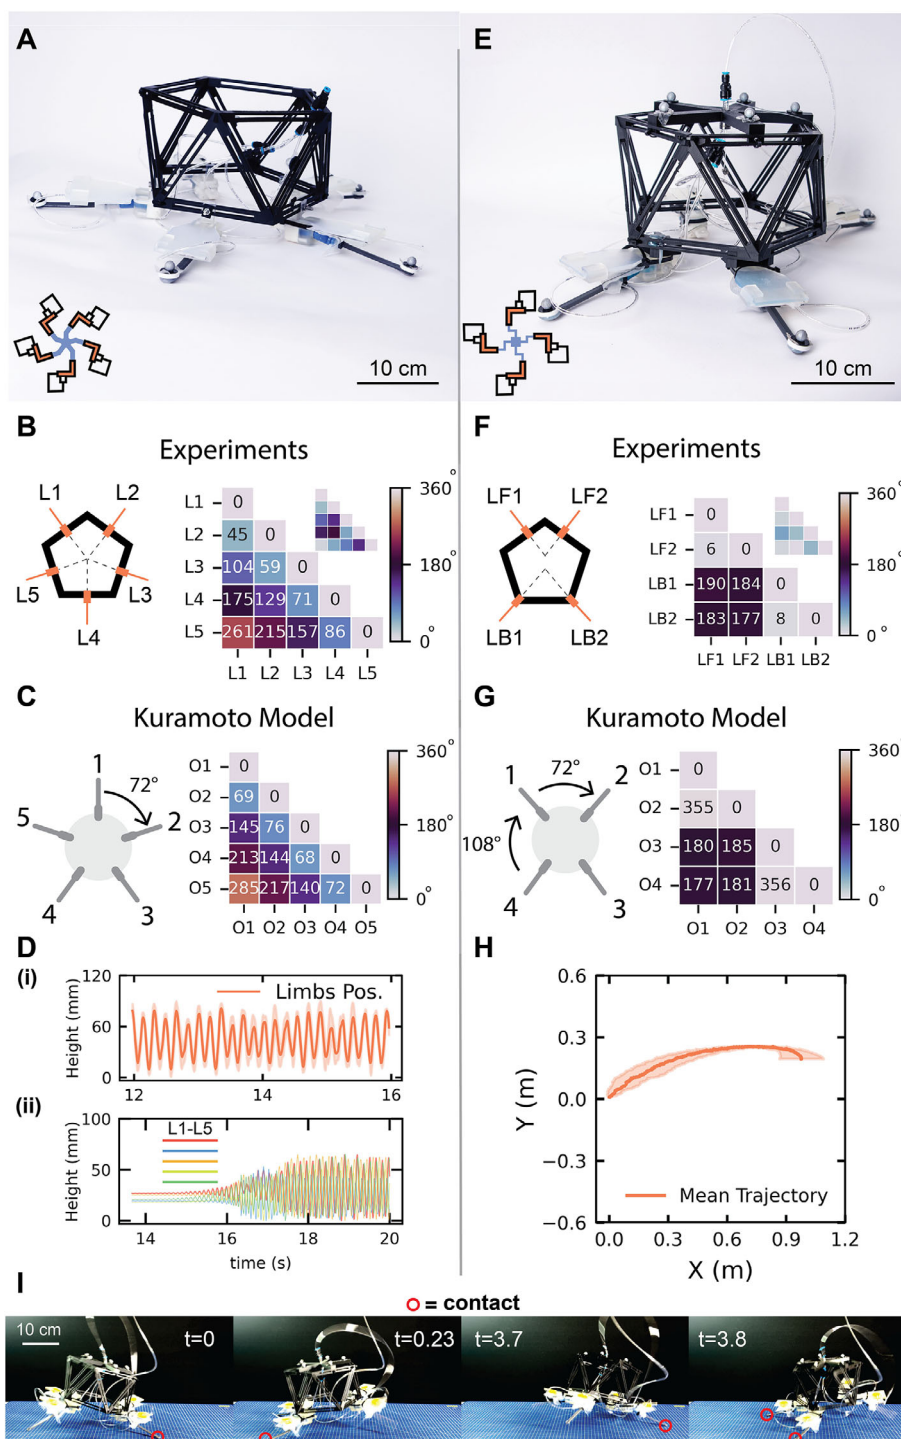 A
10 cm
E
10 cm
B
Experiments
L1 L2
L5 L3
L4
L1 0
L2 45 0
L3 104 59 0
L4 175 129 71 0
L5 261 215 157 86 0
L1 L2 L3 L4 L5
360°
180°
0°
F
Experiments
LF1 LF2
LB1 LB2
LF1 0
LF2 6 0
LB1 190 184 0
LB2 183 177 8 0
LF1 LF2 LB1 LB2
360°
180°
0°
C
Kuramoto Model
1
72°
5 2
4 3
O1 0
O2 69 0
O3 145 76 0
O4 213 144 68 0
O5 285 217 140 72 0
O1 O2 O3 O4 O5
360°
180°
0°
G
Kuramoto Model
1 72° 2
108°
4 3
O1 0
O2 355 0
O3 180 185 0
O4 177 181 356 0
O1 O2 O3 O4
360°
180°
0°
D
(i)
Height (mm)
120
60
0
Limbs Pos.
12 14 16
(ii)
Height (mm)
100
50
0
L1-L5
14 15 16 17 18 19 20
time (s)
H
Y (m)
0.6
0.3
0.0
−0.3
−0.6
Mean Trajectory
0.0 0.3 0.6 0.9 1.2
X (m)
I
= contact
10 cm
t=0
t=0.23
t=3.7
t=3.8